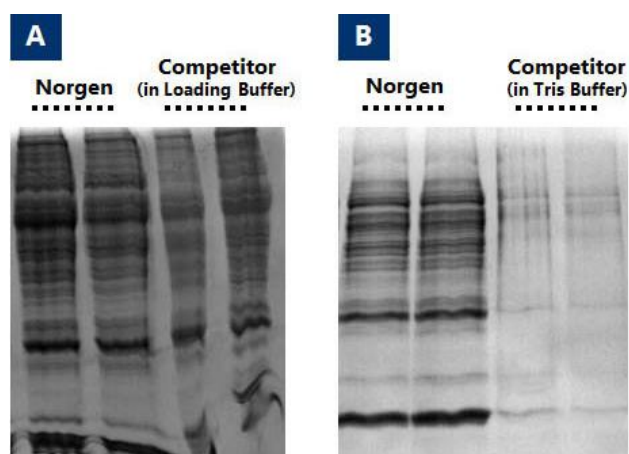 A
Norgen
Competitor
(in Loading Buffer)
B
Norgen
Competitor
(in Tris Buffer)